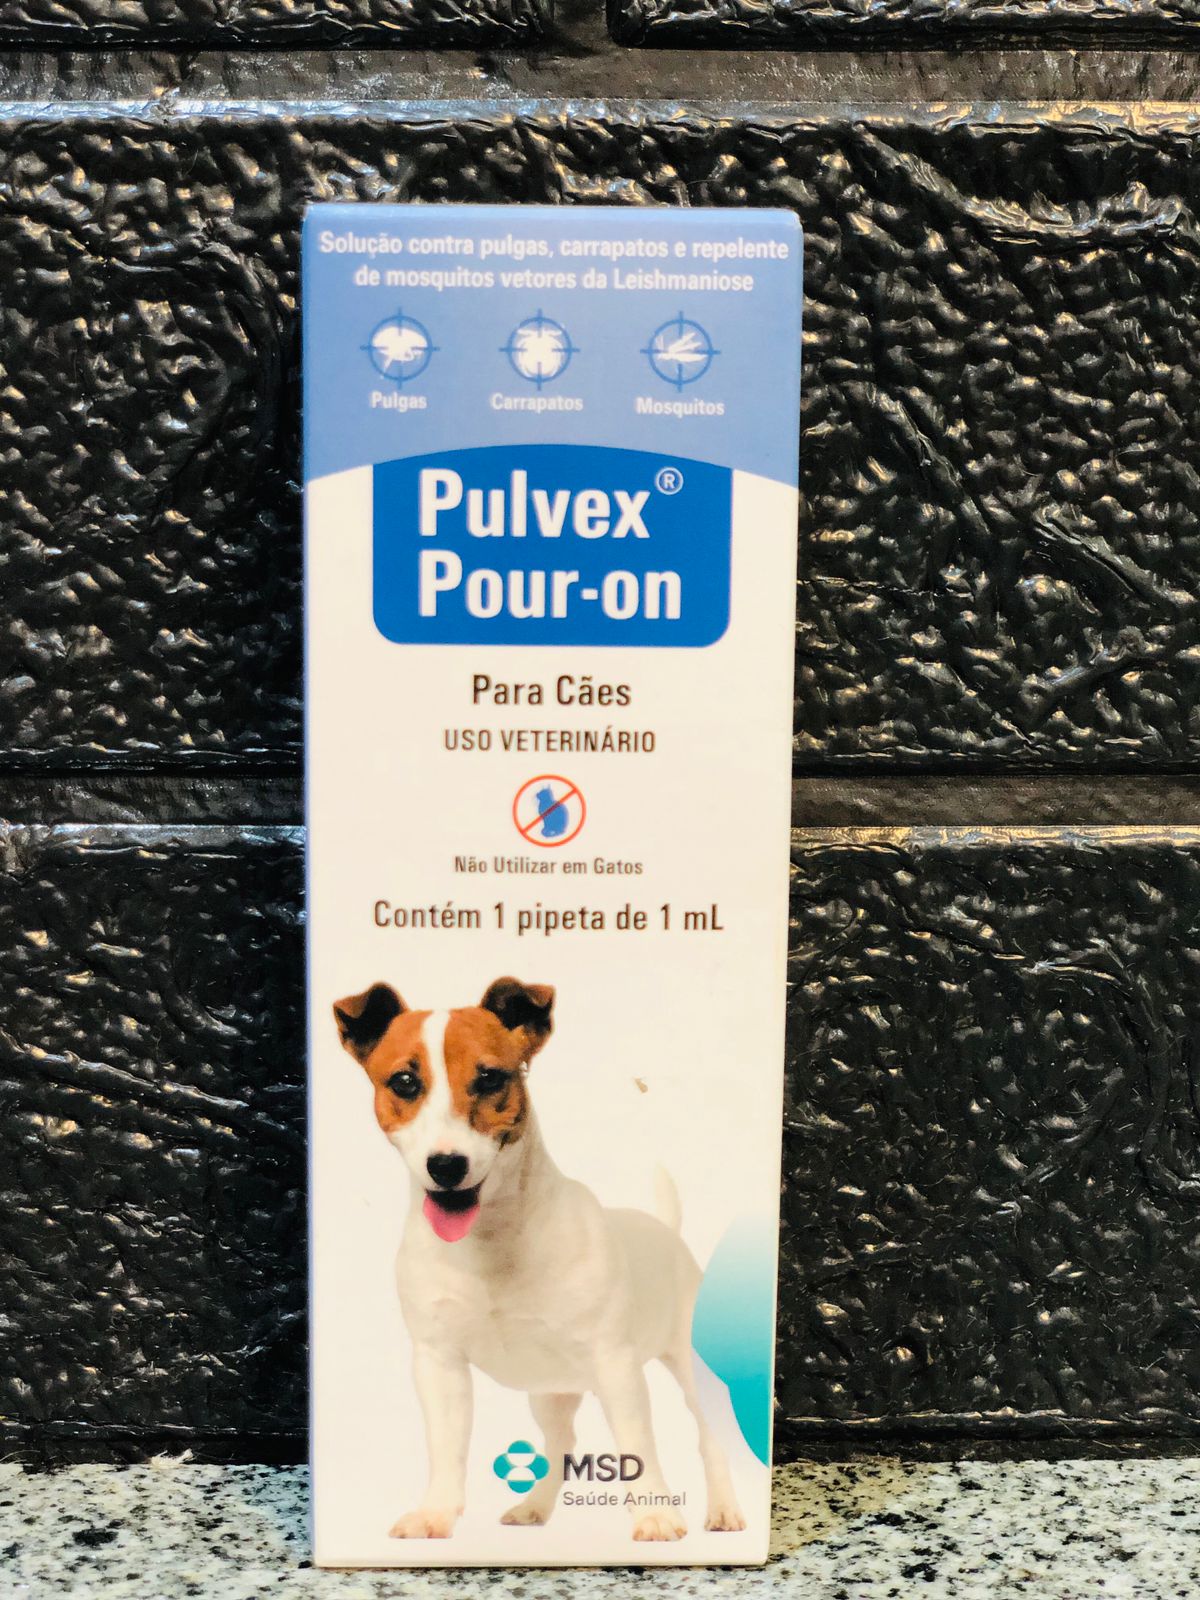 Solução contra pulgas, carrapatos e repelente
de mosquitos vetores da Leishmaniose
Pulgas Carrapatos Mosquitos
Pulvex®
Pour-on
Para Cães
USO VETERINÁRIO
Não Utilizar em Gatos
Contém 1 pipeta de 1 mL
MSD
Saúde Animal